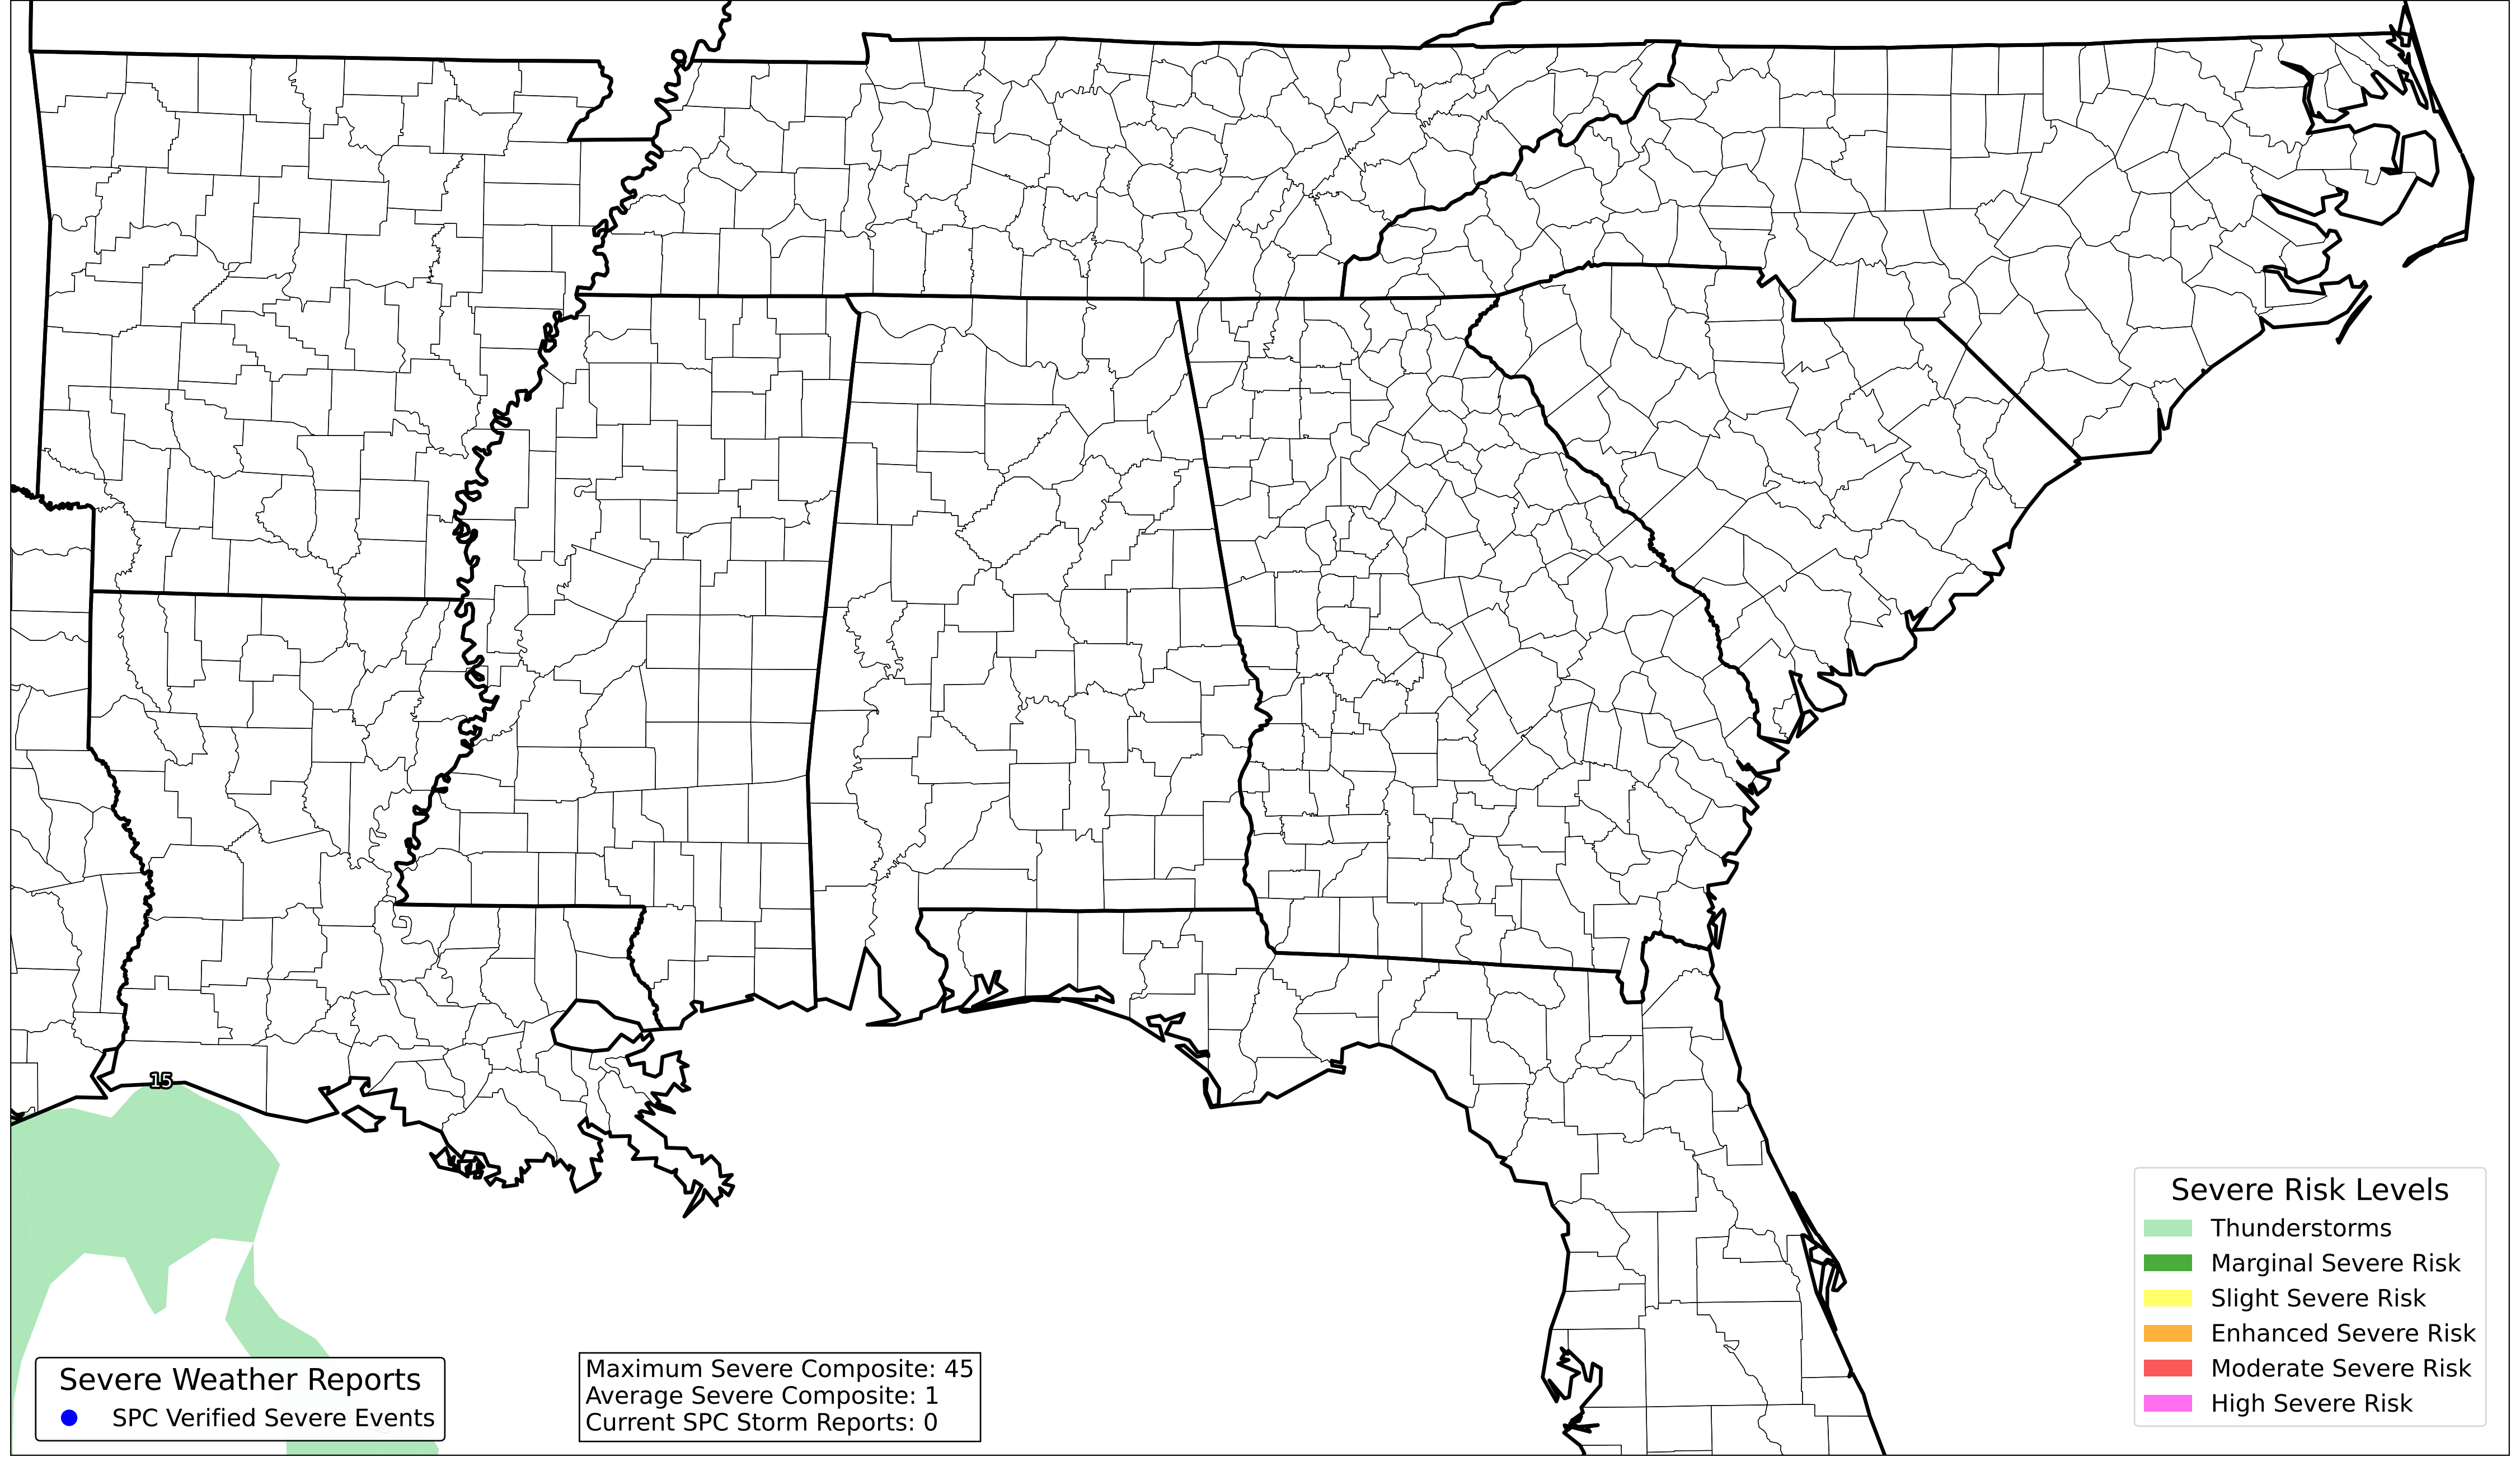 15
Severe Weather Reports
SPC Verified Severe Events
Maximum Severe Composite: 45
Average Severe Composite: 1
Current SPC Storm Reports: 0
Severe Risk Levels
Thunderstorms
Marginal Severe Risk
Slight Severe Risk
Enhanced Severe Risk
Moderate Severe Risk
High Severe Risk